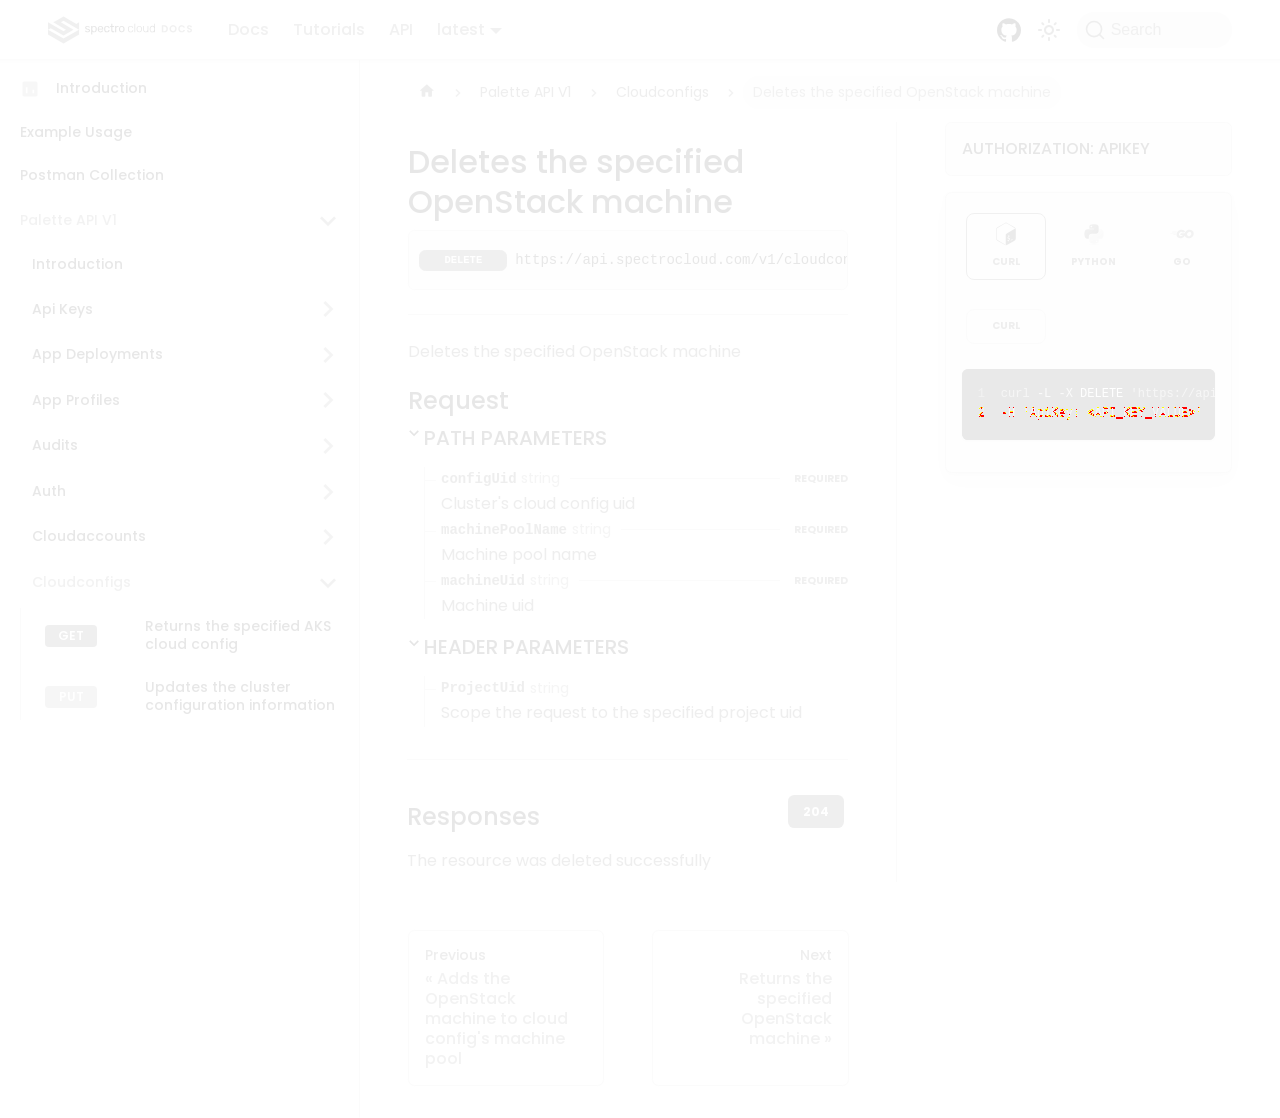 spectro cloud DOCS
Docs
Tutorials
API
latest
Search
Introduction
Example Usage
Postman Collection
Palette API V1
Introduction
Api Keys
App Deployments
App Profiles
Audits
Auth
Cloudaccounts
Cloudconfigs
GET Returns the specified AKS
cloud config
PUT Updates the cluster
configuration information
Palette API V1
Cloudconfigs
Deletes the specified OpenStack machine
Deletes the specified
OpenStack machine
DELETE https://api.spectrocloud.com/v1/cloudcon
Deletes the specified OpenStack machine
Request
PATH PARAMETERS
configUid string REQUIRED
Cluster's cloud config uid
machinePoolName string REQUIRED
Machine pool name
machineUid string REQUIRED
Machine uid
HEADER PARAMETERS
ProjectUid string
Scope the request to the specified project uid
Responses
204
The resource was deleted successfully
Previous
« Adds the
OpenStack
machine to cloud
config's machine
pool
Next
Returns the
specified
OpenStack
machine »
AUTHORIZATION: APIKEY
CURL
PYTHON
-GO
GO
CURL
1 curl -L -X DELETE 'https://api
2 -H 'ApiKey: <API_KEY_VALUE>'